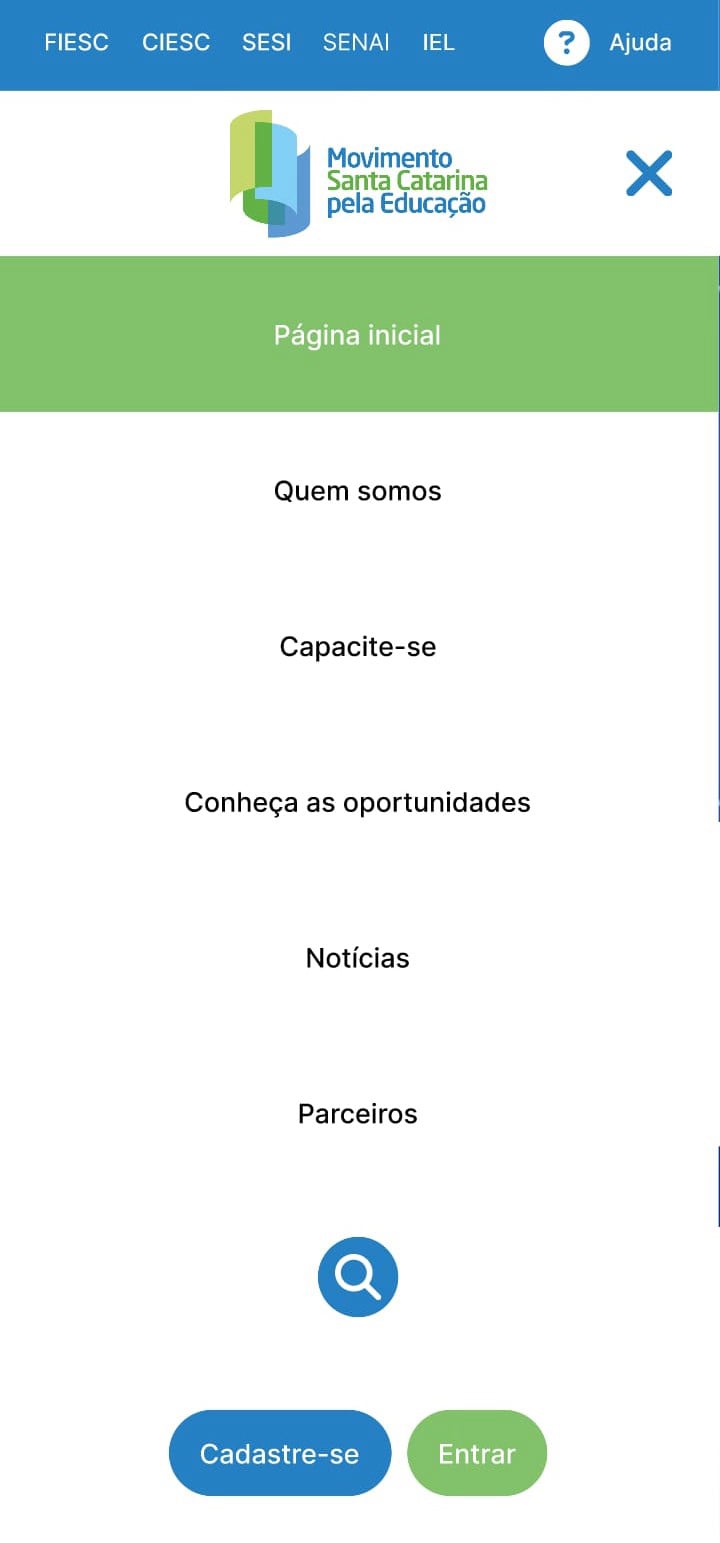 FIESC CIESC SESI SENAI IEL ? Ajuda
Movimento
Santa Catarina
pela Educação
Página inicial
Quem somos
Capacite-se
Conheça as oportunidades
Notícias
Parceiros
Cadastre-se Entrar